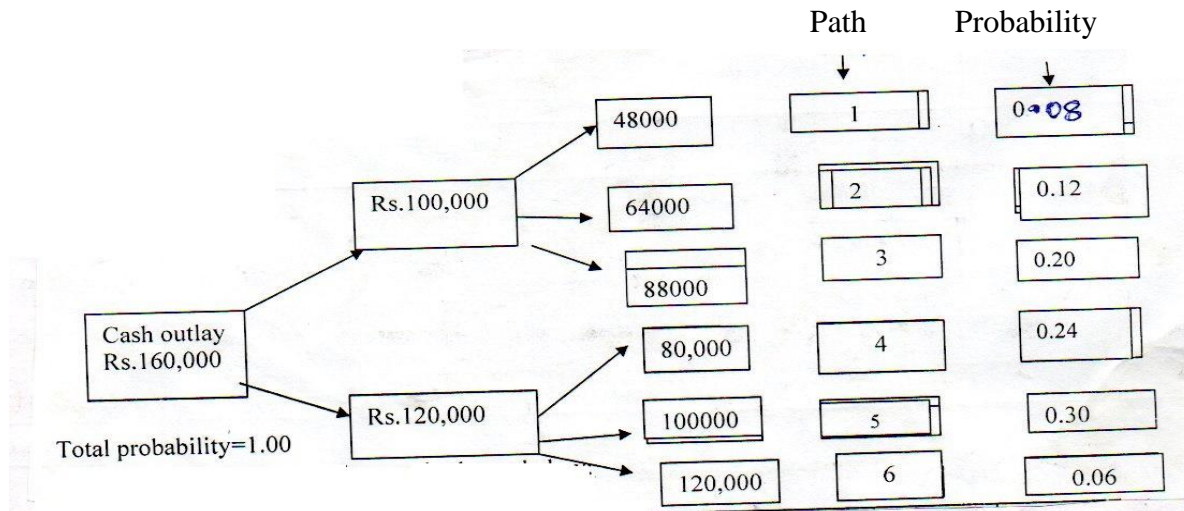 Path Probability
48000 1 0.08
Rs.100,000 64000 2 0.12
88000 3 0.20
Cash outlay
Rs.160,000
80,000 4 0.24
Rs.120,000 100000 5 0.30
Total probability=1.00
120,000 6 0.06